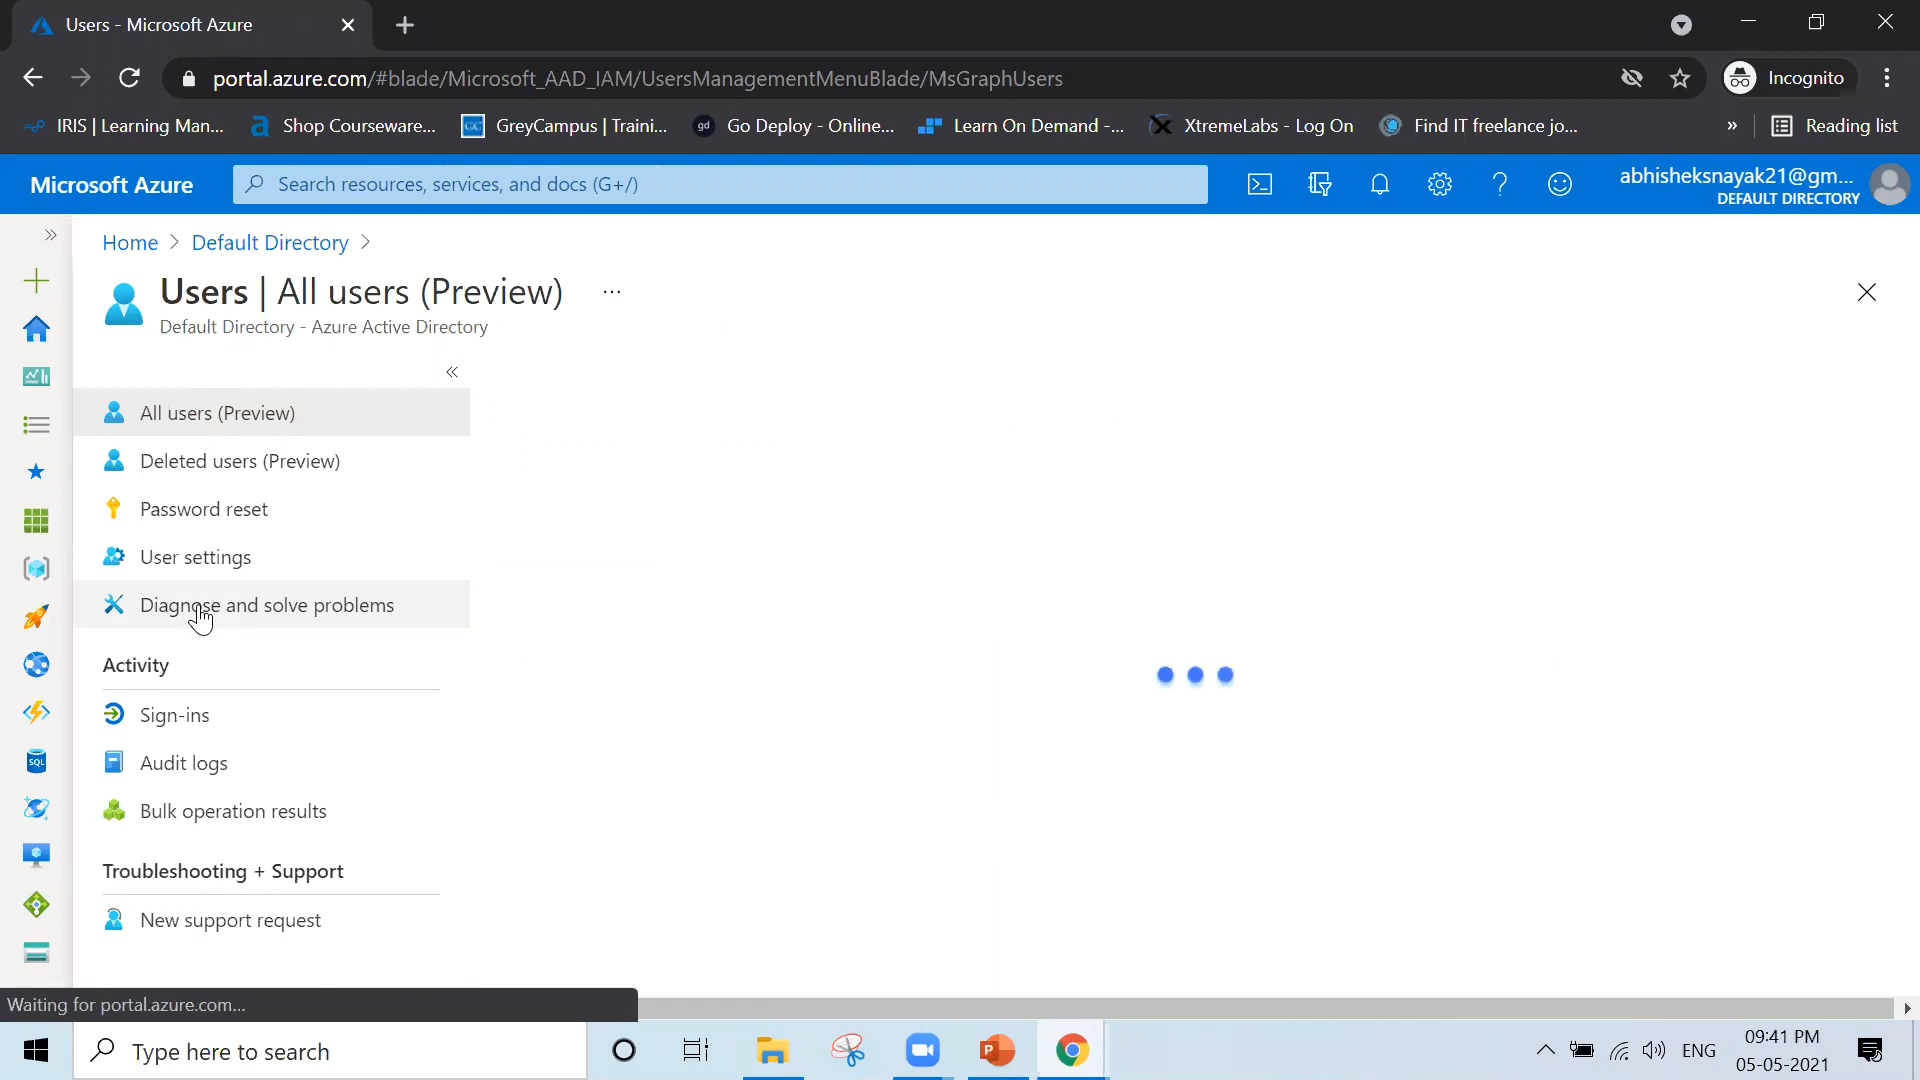 Users - Microsoft Azure
portal.azure.com/#blade/Microsoft_AAD_IAM/UsersManagementMenuBlade/MsGraphUsers
Incognito
IRIS | Learning Man...
Shop Courseware...
GreyCampus | Traini...
gd Go Deploy - Online...
Learn On Demand -...
XtremeLabs - Log On
Find IT freelance jo...
»
Reading list
Microsoft Azure
Search resources, services, and docs (G+/)
abhisheksnayak21@gm...
DEFAULT DIRECTORY
Home > Default Directory >
Users | All users (Preview) ...
Default Directory - Azure Active Directory
All users (Preview)
Deleted users (Preview)
Password reset
User settings
Diagnose and solve problems
Activity
Sign-ins
Audit logs
SQL
Bulk operation results
Troubleshooting + Support
New support request
Waiting for portal.azure.com...
Type here to search
ENG
09:41 PM
05-05-2021